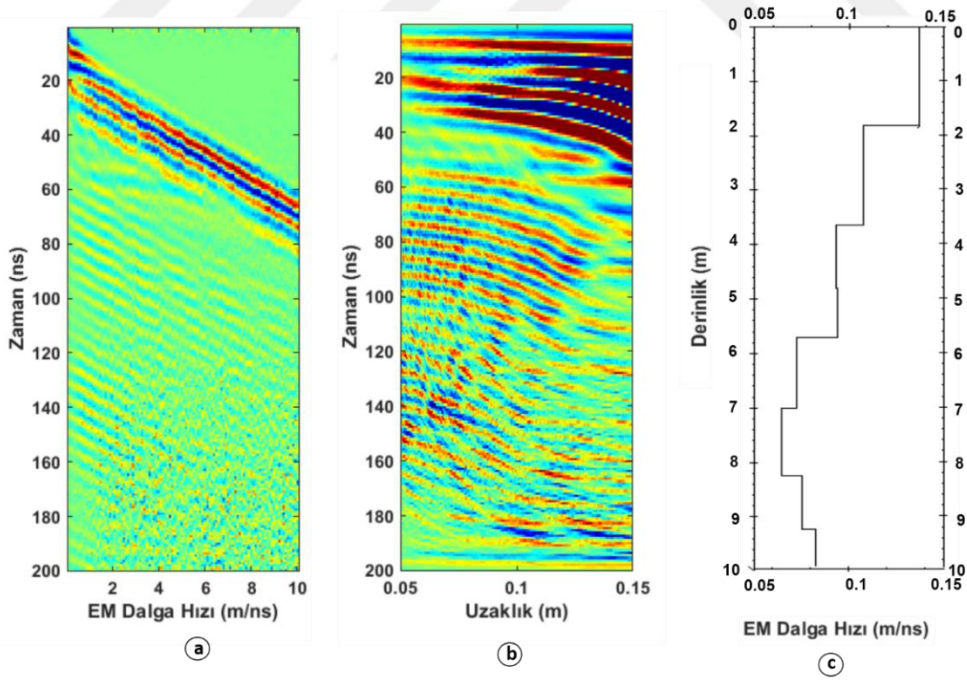 20
40
60
80
100
120
140
160
180
200
Zaman (ns)
2 4 6 8 10
EM Dalga Hızı (m/ns)
a
20
40
60
80
100
120
140
160
180
200
Zaman (ns)
0.05 0.1 0.15
Uzaklık (m)
b
0.05 0.1 0.15
0 0
1 1
2 2
3 3
4 4
5 5
6 6
7 7
8 8
9 9
10 10
Derinlik (m)
0.05 0.1 0.15
EM Dalga Hızı (m/ns)
c